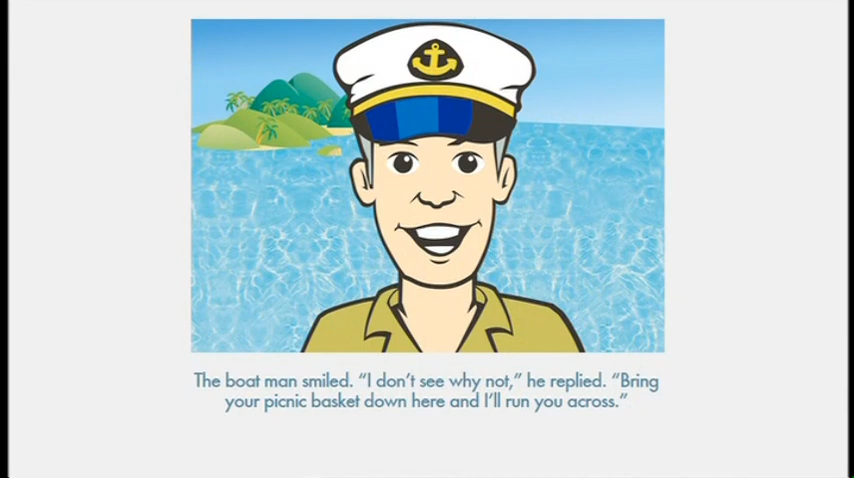 The boat man smiled. “I don’t see why not,” he replied. “Bring
your picnic basket down here and I’ll run you across.”